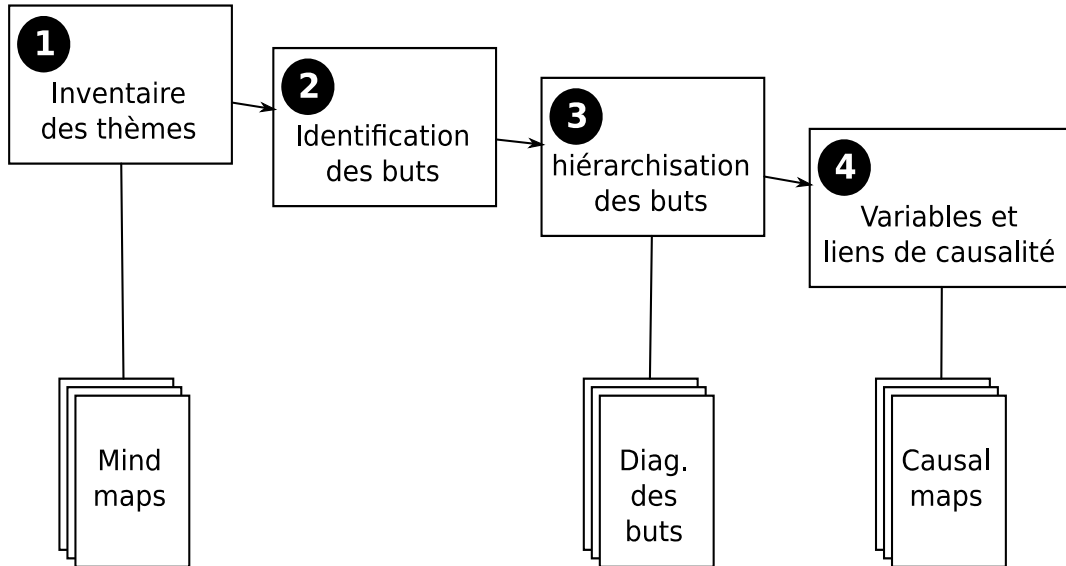 1
Inventaire
des thèmes
2
Identification
des buts
3
hiérarchisation
des buts
4
Variables et
liens de causalité
Mind
maps
Diag.
des
buts
Causal
maps